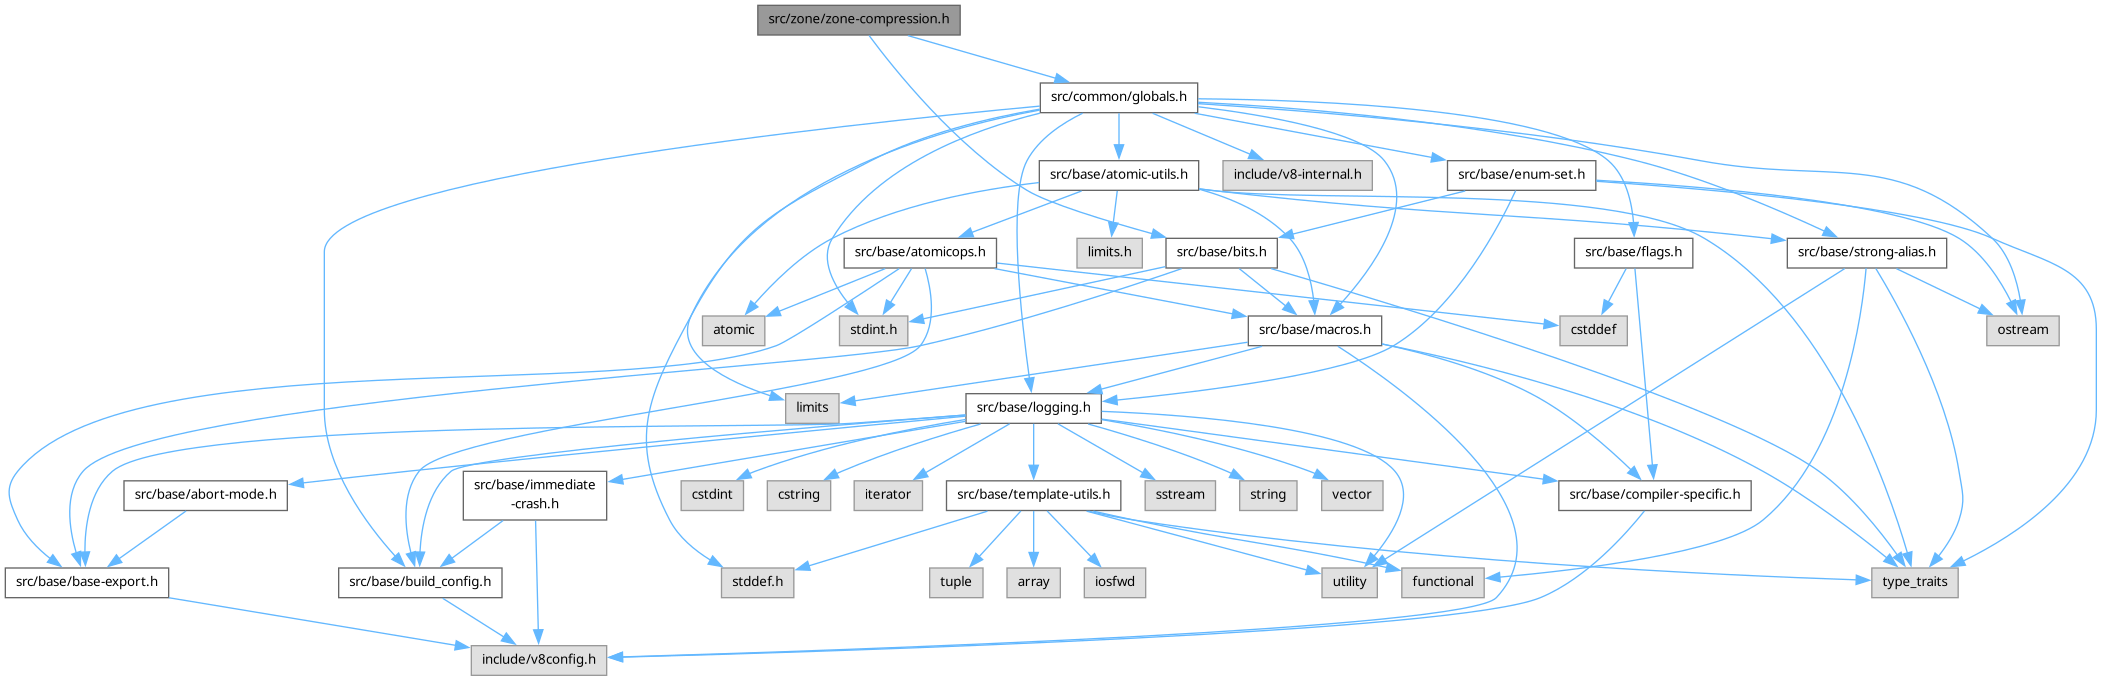 src/zone/zone-compression.h
src/common/globals.h
src/base/atomic-utils.h
include/v8-internal.h
src/base/enum-set.h
src/base/atomicops.h
limits.h
src/base/bits.h
src/base/flags.h
src/base/strong-alias.h
atomic
stdint.h
src/base/macros.h
cstddef
ostream
limits
src/base/logging.h
src/base/abort-mode.h
src/base/immediate
-crash.h
cstdint
cstring
iterator
src/base/template-utils.h
sstream
string
vector
src/base/compiler-specific.h
src/base/base-export.h
src/base/build_config.h
stddef.h
tuple
array
iosfwd
utility
functional
type_traits
include/v8config.h